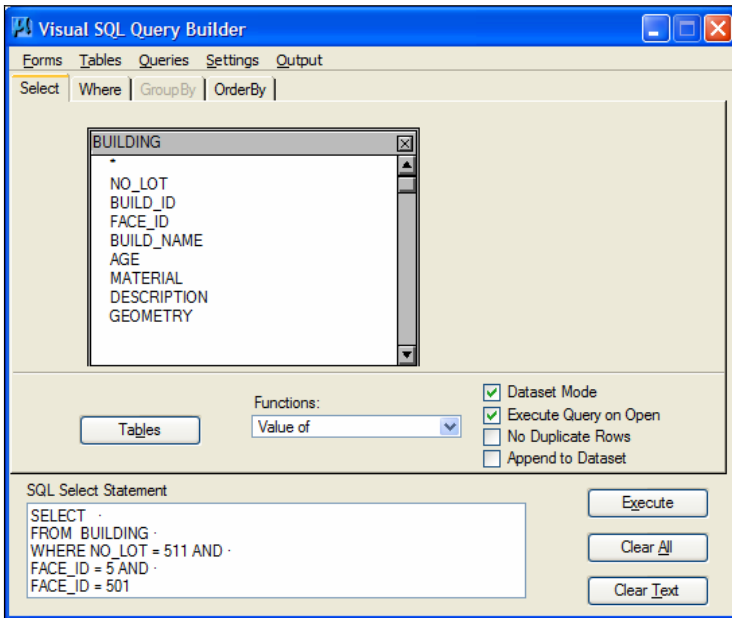 Visual SQL Query Builder
Forms Tables Queries Settings Output
Select Where GroupBy OrderBy
BUILDING
*
NO_LOT
BUILD_ID
FACE_ID
BUILD_NAME
AGE
MATERIAL
DESCRIPTION
GEOMETRY
Tables
Functions:
Value of
Dataset Mode
Execute Query on Open
No Duplicate Rows
Append to Dataset
SQL Select Statement
SELECT ·
FROM BUILDING ·
WHERE NO_LOT = 511 AND ·
FACE_ID = 5 AND ·
FACE_ID = 501
Execute
Clear All
Clear Text